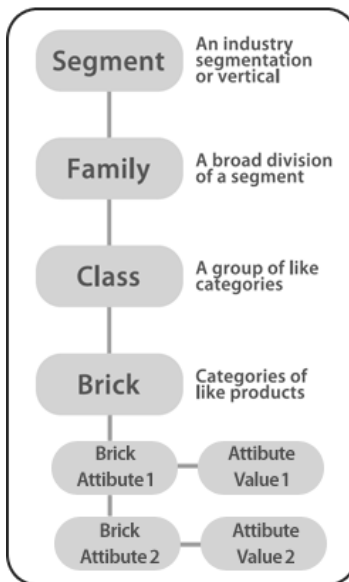 Segment
An industry
segmentation
or vertical
Family
A broad division
of a segment
Class
A group of like
categories
Brick
Categories of
like products
Brick
Attibute 1
Attibute
Value 1
Brick
Attibute 2
Attibute
Value 2